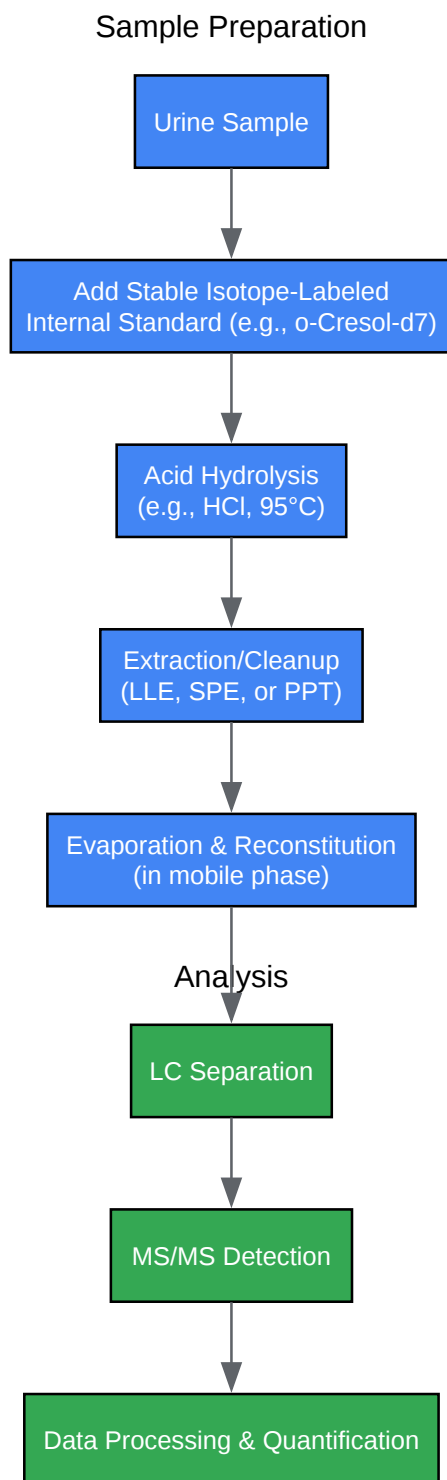 Sample Preparation
Urine Sample
Add Stable Isotope-Labeled
Internal Standard (e.g., o-Cresol-d7)
Acid Hydrolysis
(e.g., HCl, 95°C)
Extraction/Cleanup
(LLE, SPE, or PPT)
Evaporation & Reconstitution
(in mobile phase)
Analysis
LC Separation
MS/MS Detection
Data Processing & Quantification